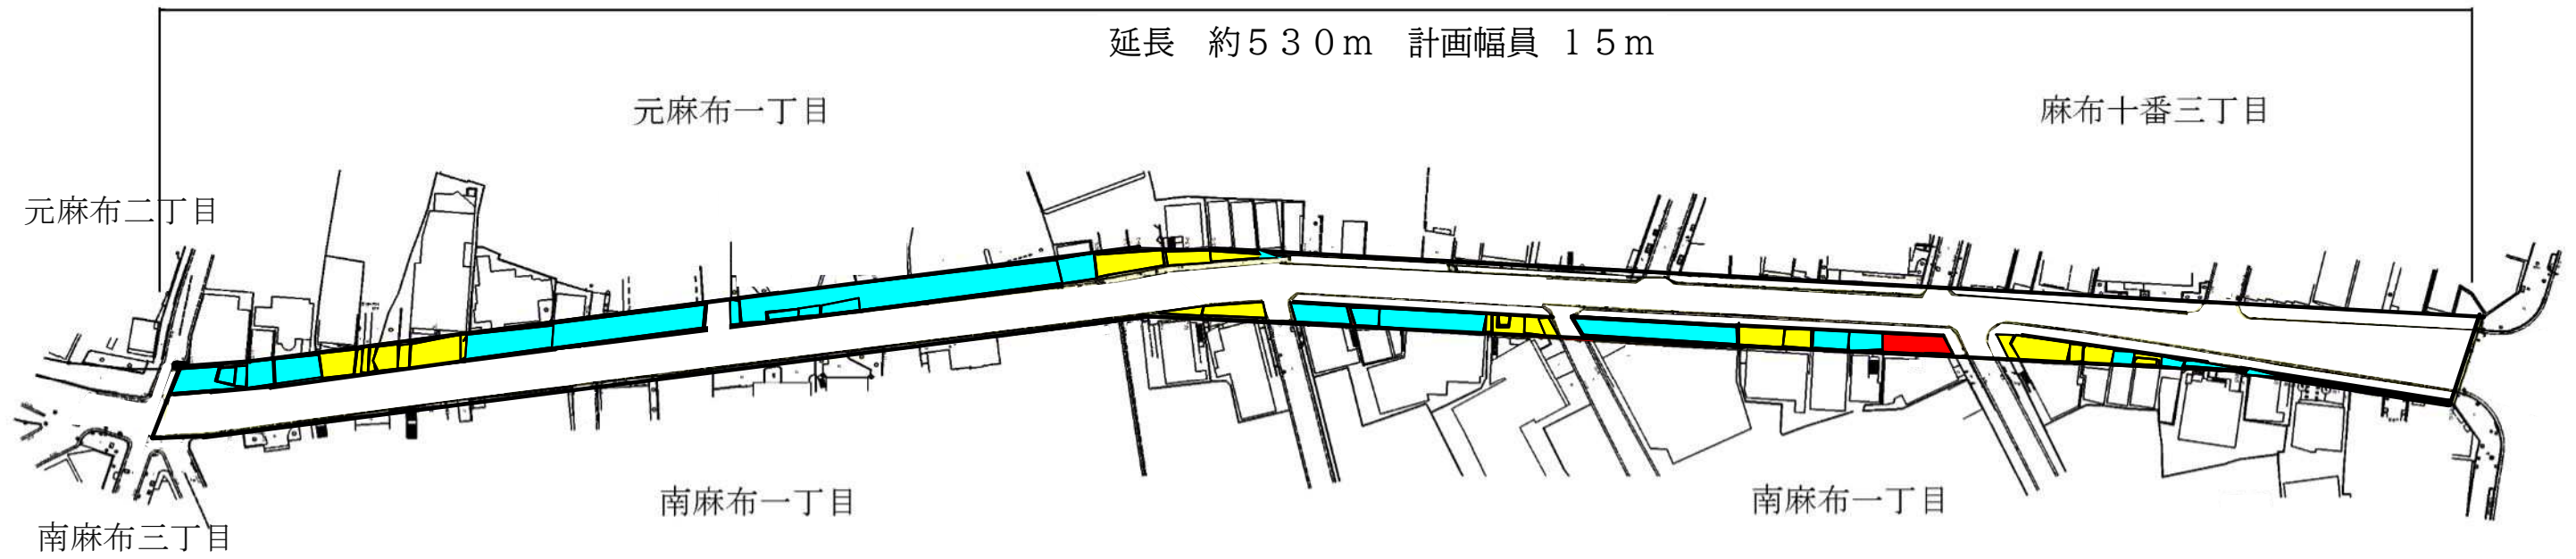 延長　約５３０ｍ　計画幅員 １５ｍ
元麻布一丁目
麻布十番三丁目
元麻布二丁目
南麻布一丁目
南麻布一丁目
南麻布三丁目